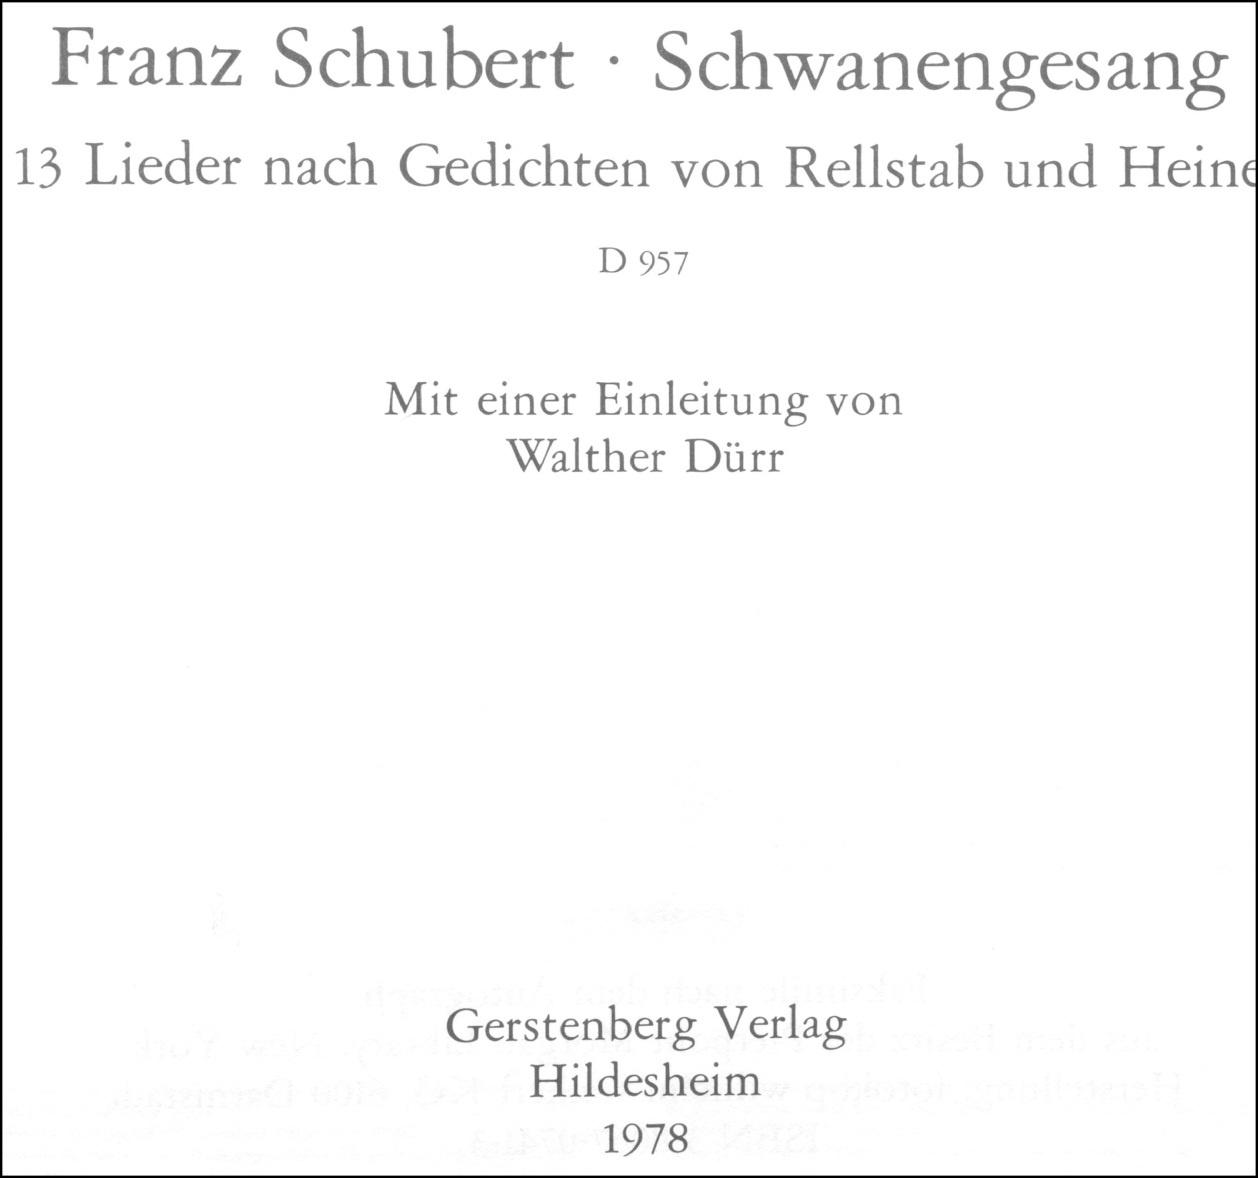 Franz Schubert · Schwanengesang
13 Lieder nach Gedichten von Rellstab und Heine
D 957
Mit einer Einleitung von
Walther Dürr
Gerstenberg Verlag
Hildesheim
1978